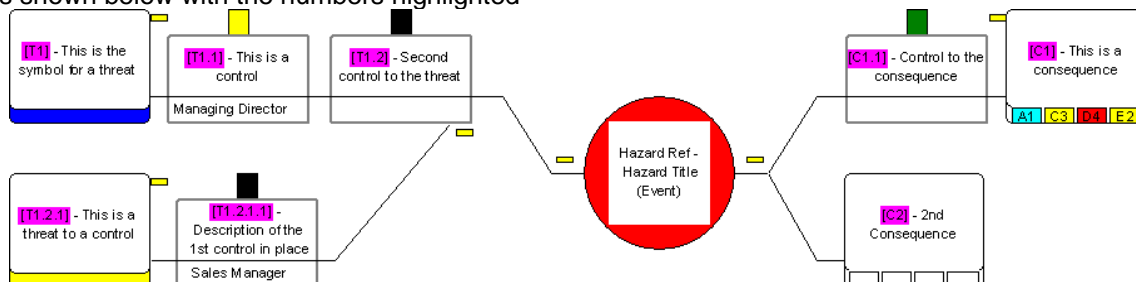 s shown below with the numbers highlighted
[T1] - This is the
symbol for a threat
[T1.1] - This is a
control
Managing Director
[T1.2] - Second
control to the threat
[C1.1] - Control to the
consequence
[C1] - This is a
consequence
A1 C3 D4 E2
Hazard Ref -
Hazard Title
(Event)
[T1.2.1] - This is a
threat to a control
[T1.2.1.1] -
Description of the
1st control in place
Sales Manager
[C2] - 2nd
Consequence